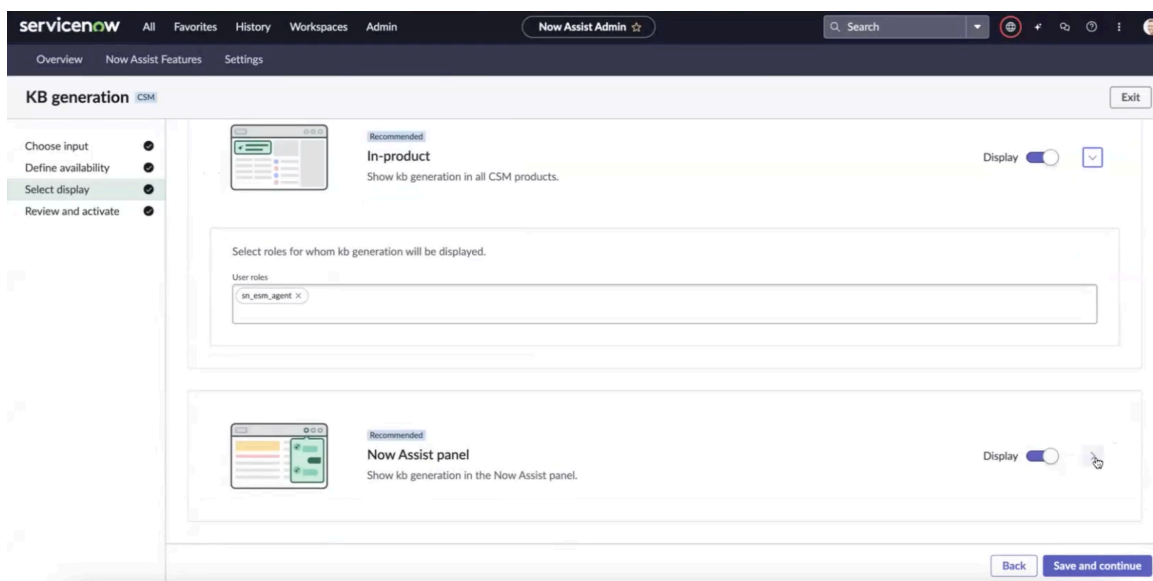 servicenow All Favorites History Workspaces Admin Now Assist Admin Search
Overview Now Assist Features Settings
KB generation CSM Exit
Choose input
Define availability
Select display
Review and activate
Recommended
In-product
Show kb generation in all CSM products.
Display
Select roles for whom kb generation will be displayed.
User roles
sn_esm_agent ×
Recommended
Now Assist panel
Show kb generation in the Now Assist panel.
Display
Back Save and continue